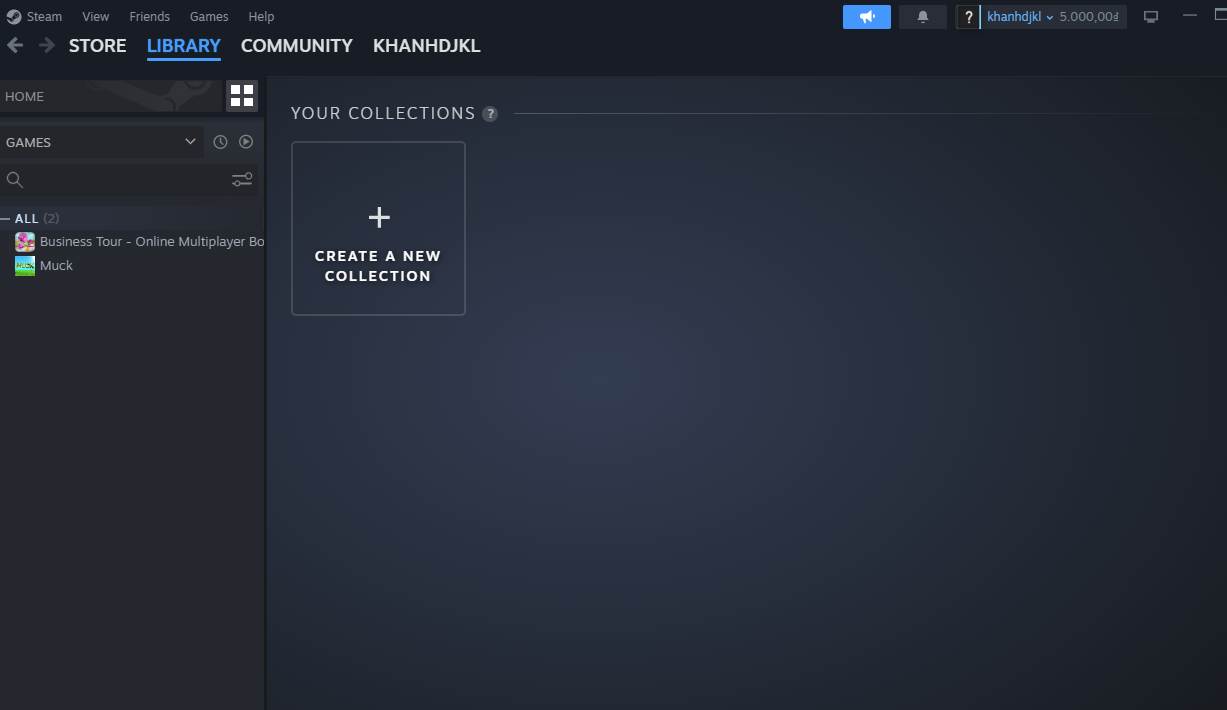 Steam View Friends Games Help
? khanhdjkl 5.000,00₫
STORE LIBRARY COMMUNITY KHANHDJKL
HOME
GAMES
ALL (2)
Business Tour - Online Multiplayer Bo
Muck
YOUR COLLECTIONS ?
CREATE A NEW
COLLECTION